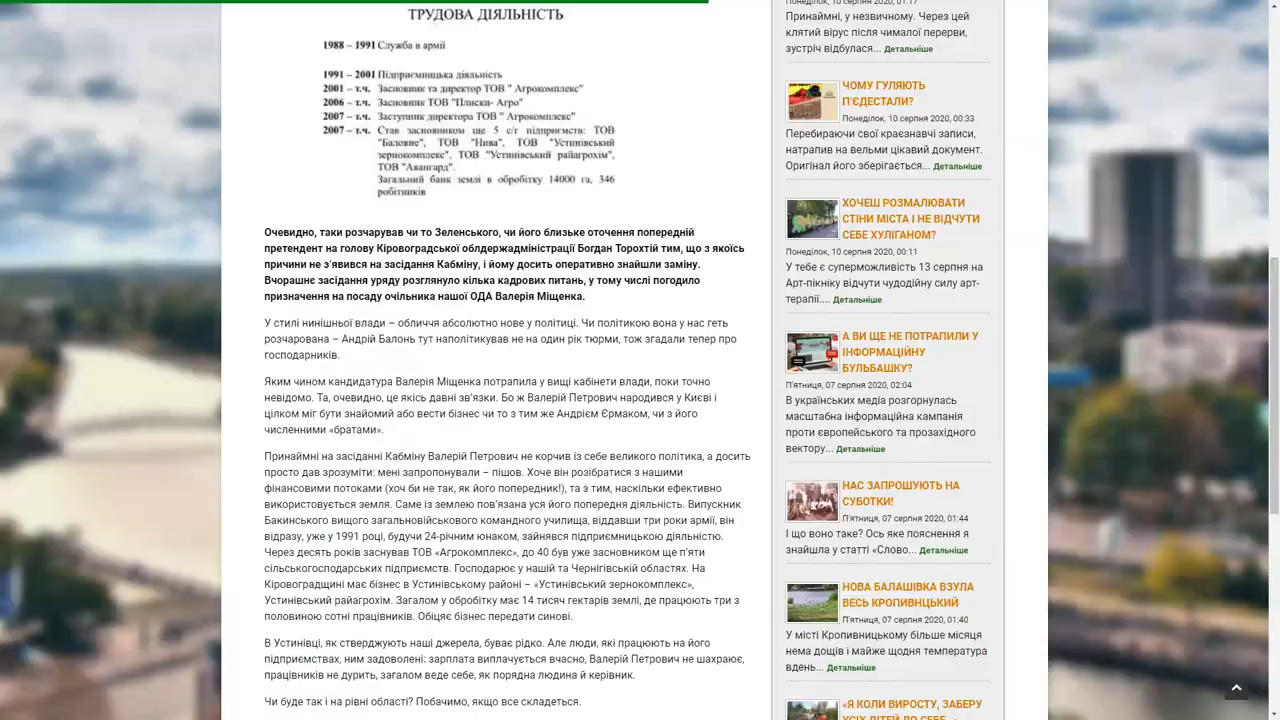 ТРУДОВА ДІЯЛЬНІСТЬ
1988 – 1991 Служба в армії
1991 – 2001 Підприємницька діяльність
2001 – т.ч. Засновник та директор ТОВ " Агрокомплекс"
2006 – т.ч. Засновник ТОВ "Плиски- Агро"
2007 – т.ч. Заступник директора ТОВ " Агрокомплекс"
2007 – т.ч. Став засновником ще 5 с/г підприємств: ТОВ
"Баловне", ТОВ "Нива", ТОВ "Устинівський
зернокомплекс", ТОВ "Устинівський райагрохім",
ТОВ "Авангард".
Загальний банк землі в обробітку 14000 га, 346
робітників
Очевидно, таки розчарував чи то Зеленського, чи його близьке оточення попередній
претендент на голову Кіровоградської облдержадміністрації Богдан Торохтій тим, що з якоїсь
причини не з’явився на засідання Кабміну, і йому досить оперативно знайшли заміну.
Вчорашнє засідання уряду розглянуло кілька кадрових питань, у тому числі погодило
призначення на посаду очільника нашої ОДА Валерія Міщенка.
У стилі нинішньої влади – обличчя абсолютно нове у політиці. Чи політикою вона у нас геть
розчарована – Андрій Балонь тут наполітикував не на один рік тюрми, тож згадали тепер про
господарників.
Яким чином кандидатура Валерія Міщенка потрапила у вищі кабінети влади, поки точно
невідомо. Та, очевидно, це якісь давні зв’язки. Бо ж Валерій Петрович народився у Києві і
цілком міг бути знайомий або вести бізнес чи то з тим же Андрієм Єрмаком, чи з його
численними «братами».
Принаймні на засіданні Кабміну Валерій Петрович не корчив із себе великого політика, а досить
просто дав зрозуміти: мені запропонували – пішов. Хоче він розібратися з нашими
фінансовими потоками (хоч би не так, як його попередник!), та з тим, наскільки ефективно
використовується земля. Саме із землею пов’язана уся його попередня діяльність. Випускник
Бакинського вищого загальновійськового командного училища, віддавши три роки армії, він
відразу, уже у 1991 році, будучи 24-річним юнаком, зайнявся підприємницькою діяльністю.
Через десять років заснував ТОВ «Агрокомплекс», до 40 був уже засновником ще п’яти
сільськогосподарських підприємств. Господарює у нашій та Чернігівській областях. На
Кіровоградщині має бізнес в Устинівському районі – «Устинівський зернокомплекс»,
Устинівський райагрохім. Загалом у обробітку має 14 тисяч гектарів землі, де працюють три з
половиною сотні працівників. Обіцяє бізнес передати синові.
В Устинівці, як стверджують наші джерела, буває рідко. Але люди, які працюють на його
підприємствах, ним задоволені: зарплата виплачується вчасно, Валерій Петрович не шахраює,
працівників не дурить, загалом веде себе, як порядна людина й керівник.
Чи буде так і на рівні області? Побачимо, якщо все складеться.
Понеділок, 10 серпня 2020, 01:17
Принаймні, у незвичному. Через цей
клятий вірус після чималої перерви,
зустріч відбулася... Детальніше
ЧОМУ ГУЛЯЮТЬ
П’ЄДЕСТАЛИ?
Понеділок, 10 серпня 2020, 00:33
Перебираючи свої краєзнавчі записи,
натрапив на вельми цікавий документ.
Оригінал його зберігається... Детальніше
ХОЧЕШ РОЗМАЛЮВАТИ
СТІНИ МІСТА І НЕ ВІДЧУТИ
СЕБЕ ХУЛІГАНОМ?
Понеділок, 10 серпня 2020, 00:11
У тебе є суперможливість 13 серпня на
Арт-пікніку відчути чудодійну силу арт-
терапії.... Детальніше
А ВИ ЩЕ НЕ ПОТРАПИЛИ У
ІНФОРМАЦІЙНУ
БУЛЬБАШКУ?
П'ятниця, 07 серпня 2020, 02:04
В українських медіа розгорнулась
масштабна інформаційна кампанія
проти європейського та прозахідного
вектору... Детальніше
НАС ЗАПРОШУЮТЬ НА
СУБОТКИ!
П'ятниця, 07 серпня 2020, 01:44
І що воно таке? Ось яке пояснення я
знайшла у статті «Слово... Детальніше
НОВА БАЛАШІВКА ВЗУЛА
ВЕСЬ КРОПИВНЦЬКИЙ
П'ятниця, 07 серпня 2020, 01:40
У місті Кропивницькому більше місяця
нема дощів і майже щодня температура
вдень... Детальніше
«Я КОЛИ ВИРОСТУ, ЗАБЕРУ
УСІХ ДІТЕЙ ДО СЕБЕ...»